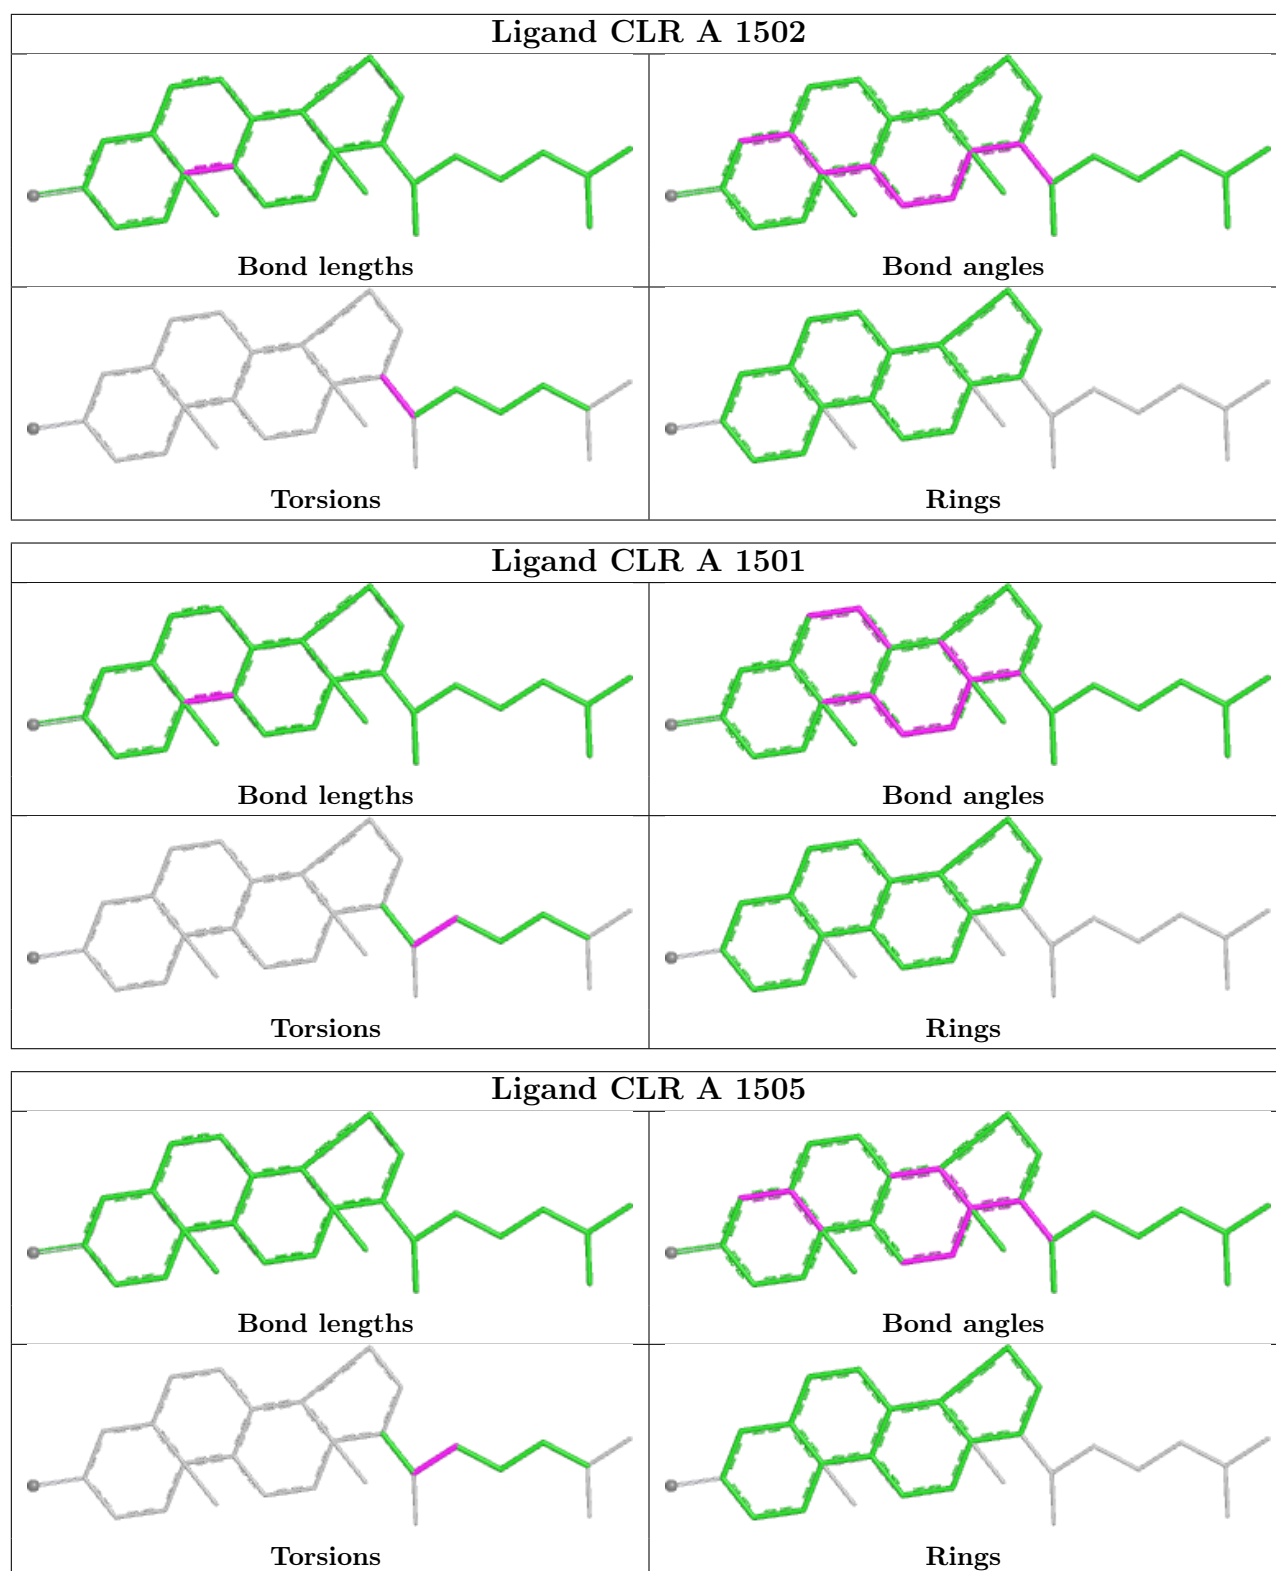 Ligand CLR A 1502
Bond lengths
Bond angles
Torsions
Rings
Ligand CLR A 1501
Bond lengths
Bond angles
Torsions
Rings
Ligand CLR A 1505
Bond lengths
Bond angles
Torsions
Rings